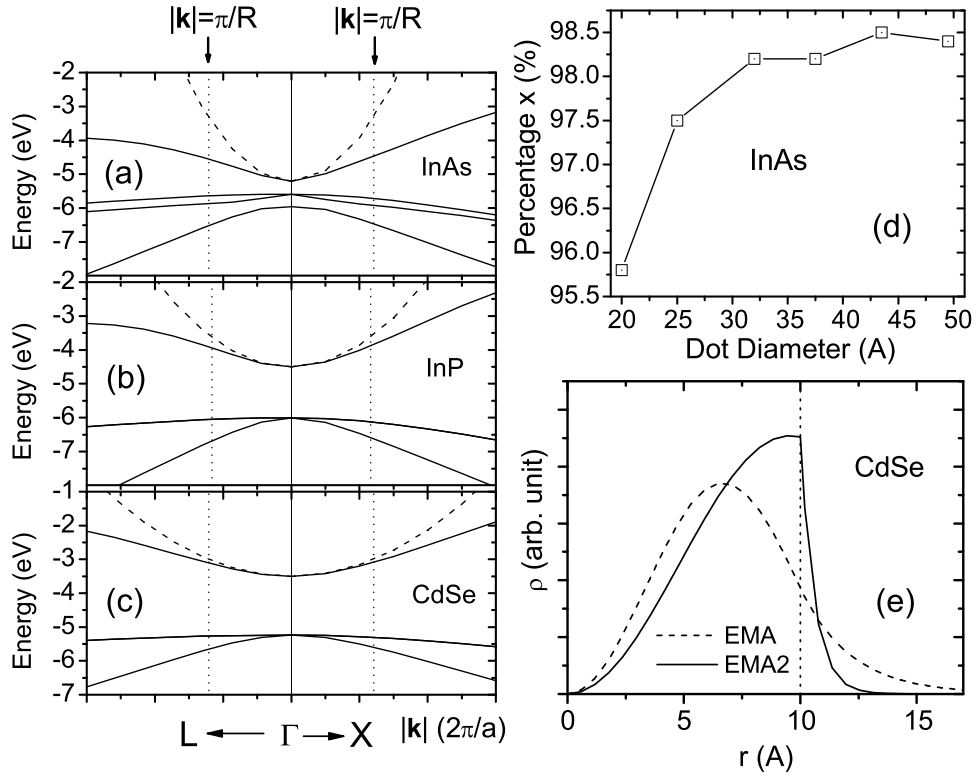 |k|=π/R |k|=π/R
-2
-3
-4
-5
-6
-7
Energy (eV)
(a)
InAs
-2
-3
-4
-5
-6
-7
Energy (eV)
(b)
InP
-1
-2
-3
-4
-5
-6
-7
Energy (eV)
(c)
CdSe
L Γ X |k| (2π/a)
98.5
98.0
97.5
97.0
96.5
96.0
95.5
Percentage x (%)
InAs
(d)
20 25 30 35 40 45 50
Dot Diameter (A)
ρ (arb. unit)
CdSe
(e)
EMA
EMA2
0 5 10 15
r (A)